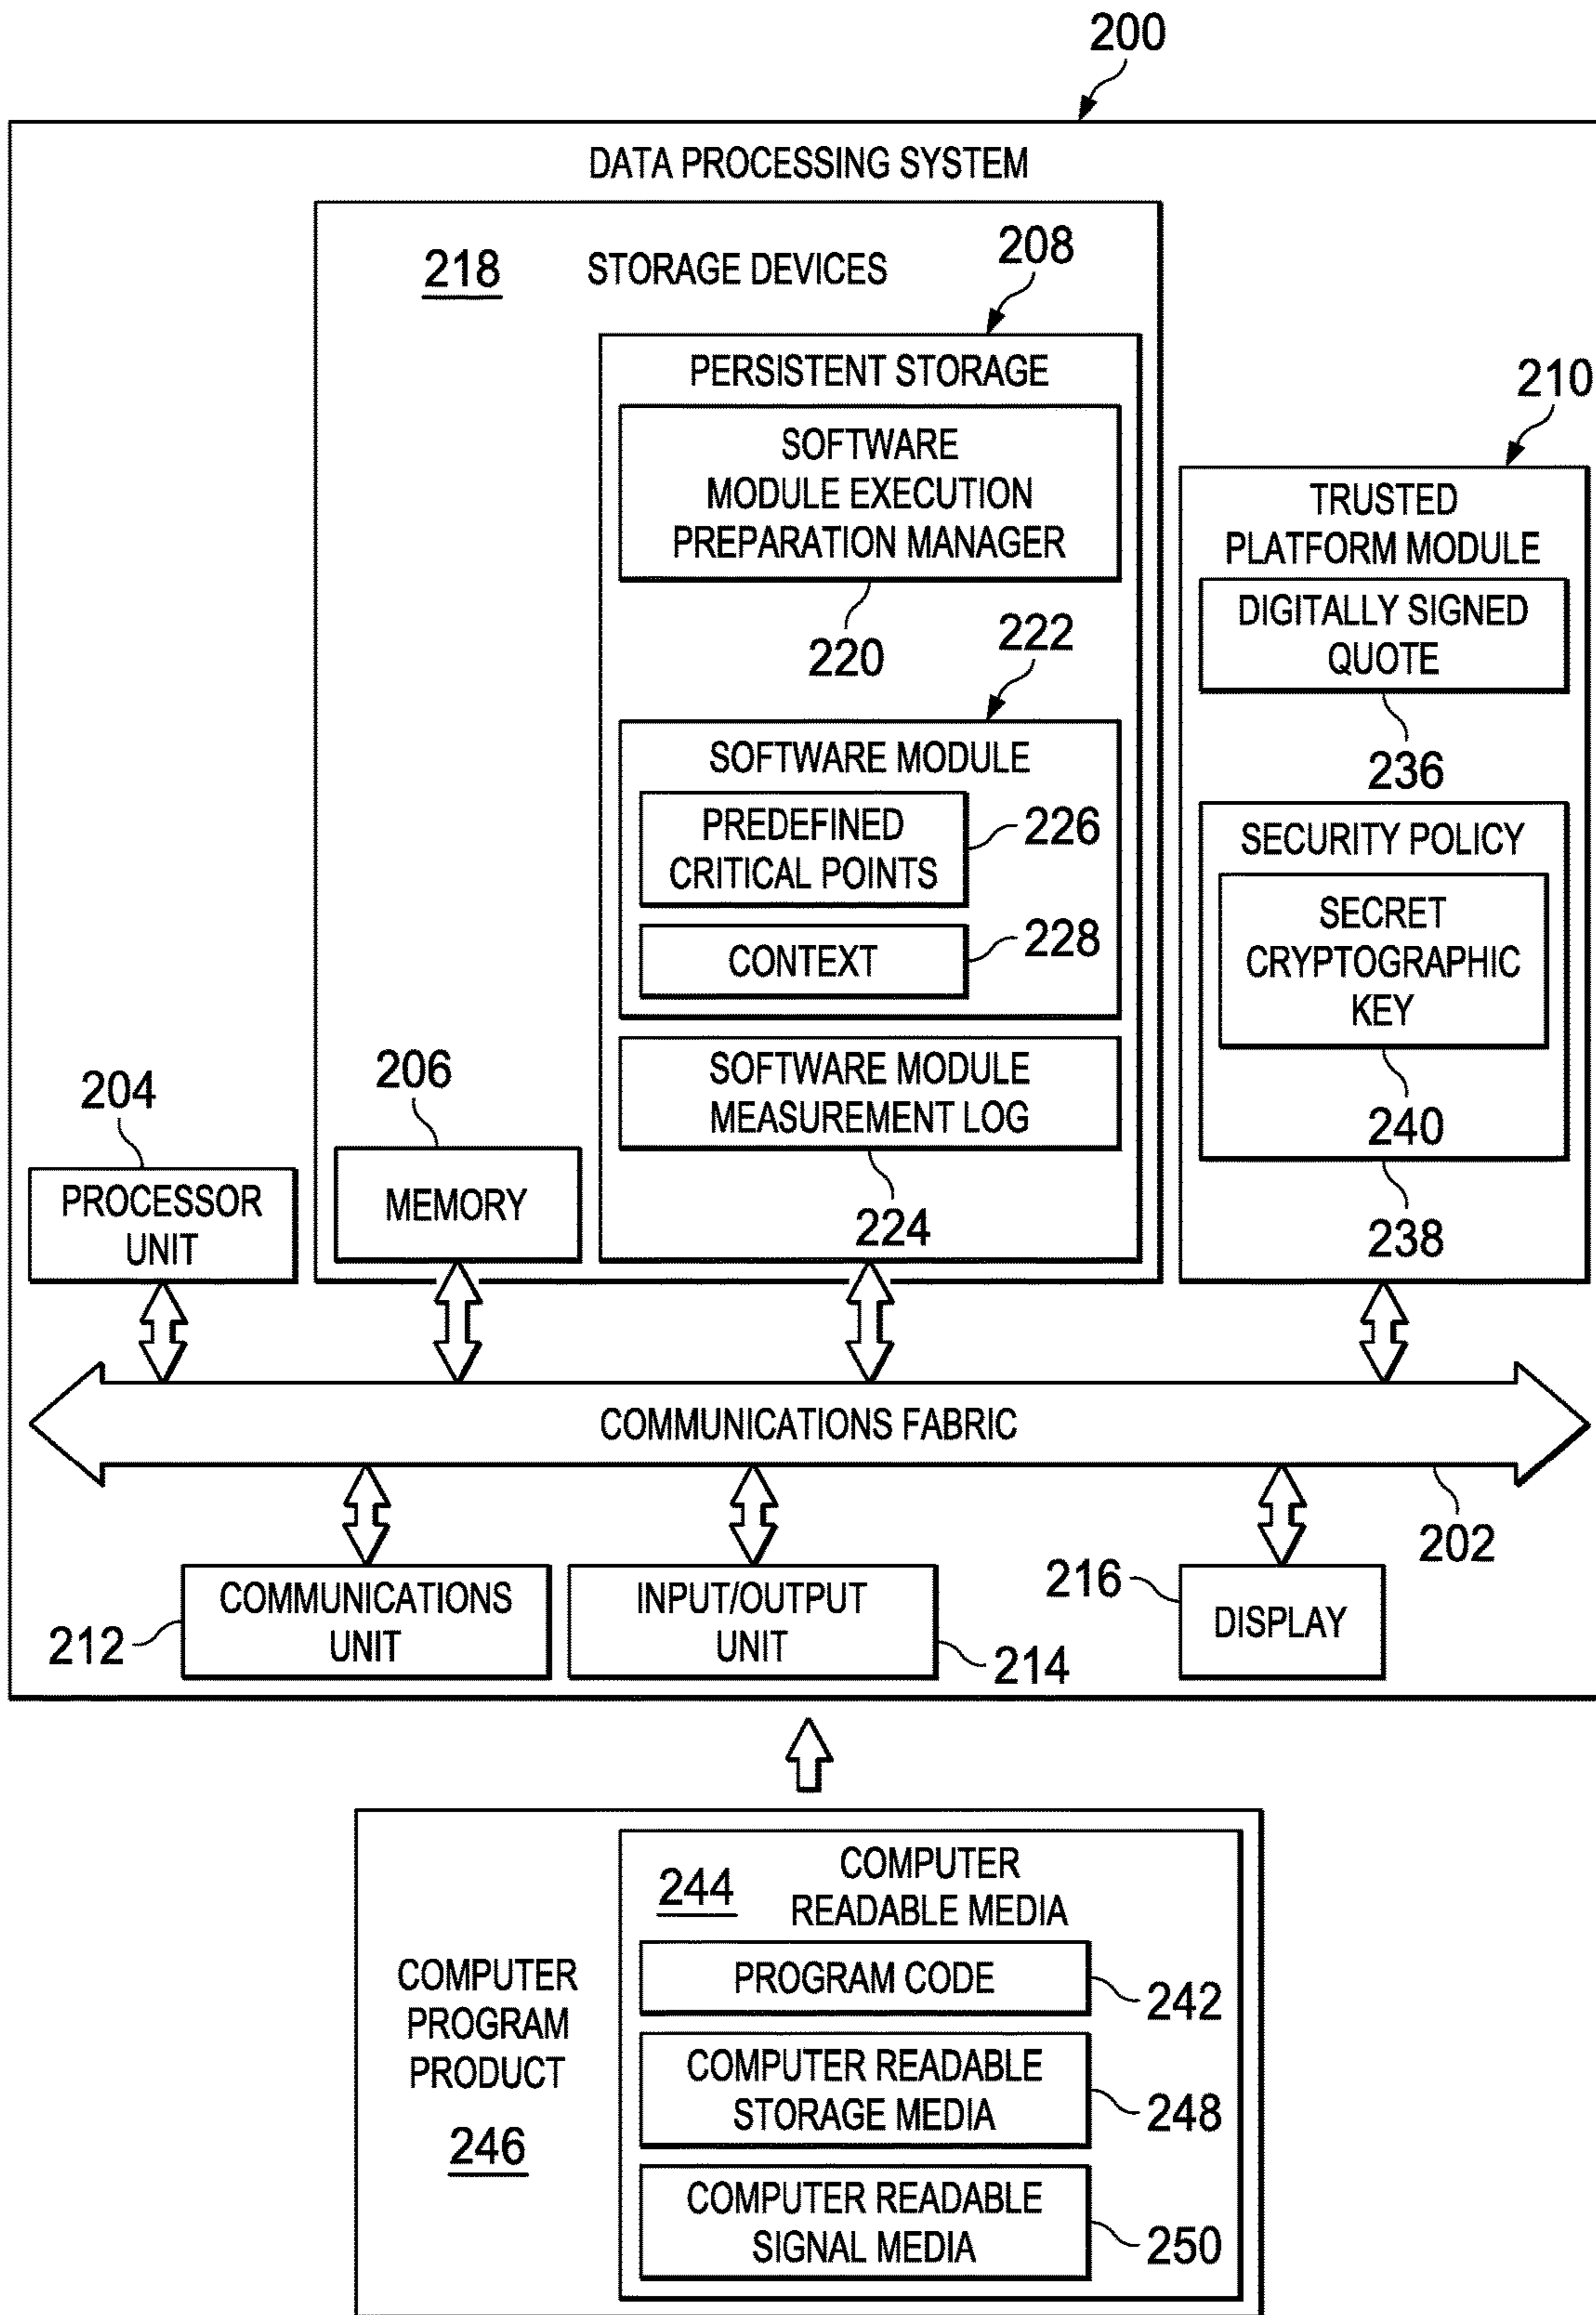 200
DATA PROCESSING SYSTEM
218
STORAGE DEVICES
208
PERSISTENT STORAGE
SOFTWARE
MODULE EXECUTION
PREPARATION MANAGER
220
222
SOFTWARE MODULE
PREDEFINED
CRITICAL POINTS
226
CONTEXT
228
SOFTWARE MODULE
MEASUREMENT LOG
224
210
TRUSTED
PLATFORM MODULE
DIGITALLY SIGNED
QUOTE
236
SECURITY POLICY
SECRET
CRYPTOGRAPHIC
KEY
240
238
204
PROCESSOR
UNIT
206
MEMORY
COMMUNICATIONS FABRIC
202
212
COMMUNICATIONS
UNIT
INPUT/OUTPUT
UNIT
214
216
DISPLAY
COMPUTER
PROGRAM
PRODUCT
246
244
COMPUTER
READABLE MEDIA
PROGRAM CODE
242
COMPUTER READABLE
STORAGE MEDIA
248
COMPUTER READABLE
SIGNAL MEDIA
250